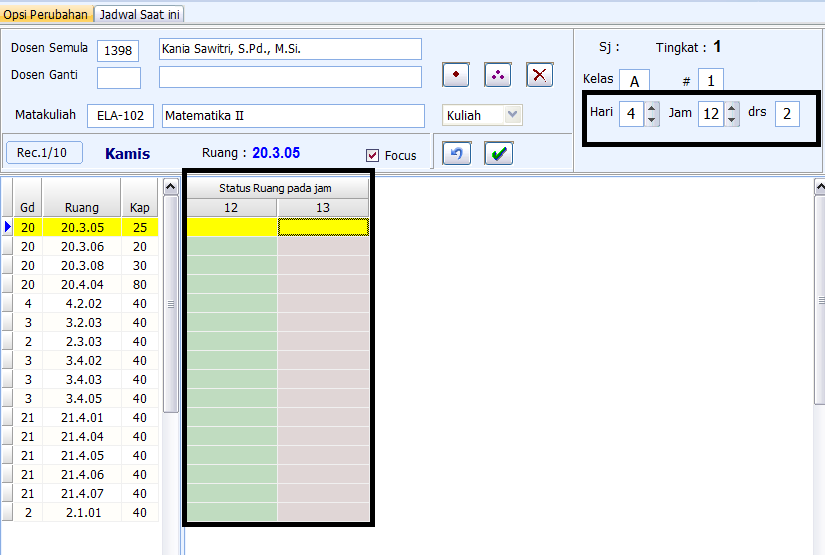 Opsi Perubahan Jadwal Saat ini
Dosen Semula 1398 Kania Sawitri, S.Pd., M.Si. Sj : Tingkat : 1
Dosen Ganti Kelas A # 1
Matakuliah ELA-102 Matematika II Kuliah Hari 4 Jam 12 drs 2
Rec.1/10 Kamis Ruang : 20.3.05 Focus
Status Ruang pada jam
Gd Ruang Kap 12 13
20 20.3.05 25
20 20.3.06 20
20 20.3.08 30
20 20.4.04 80
4 4.2.02 40
3 3.2.03 40
2 2.3.03 40
3 3.4.02 40
3 3.4.03 40
3 3.4.05 40
21 21.4.01 40
21 21.4.04 40
21 21.4.05 40
21 21.4.06 40
21 21.4.07 40
2 2.1.01 40